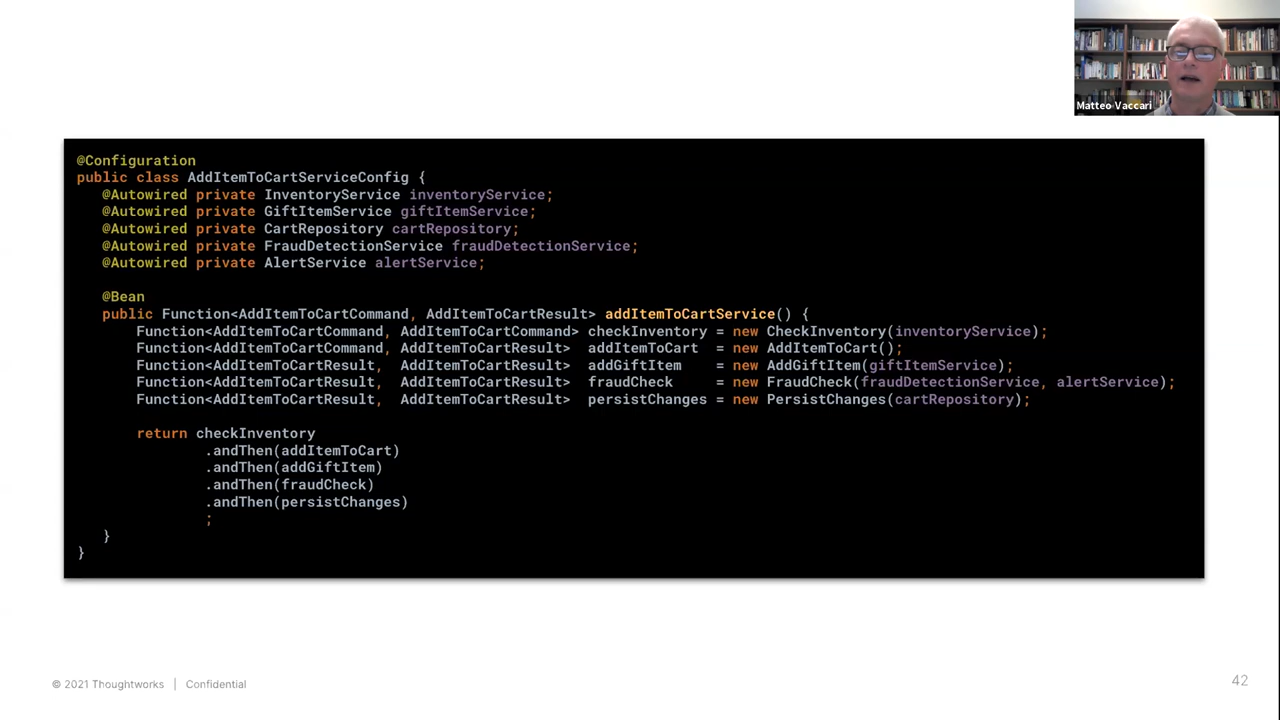 Matteo Vaccari
@Configuration
public class AddItemToCartServiceConfig {
@Autowired private InventoryService inventoryService;
@Autowired private GiftItemService giftItemService;
@Autowired private CartRepository cartRepository;
@Autowired private FraudDetectionService fraudDetectionService;
@Autowired private AlertService alertService;
@Bean
public Function<AddItemToCartCommand, AddItemToCartResult> addItemToCartService() {
Function<AddItemToCartCommand, AddItemToCartCommand> checkInventory = new CheckInventory(inventoryService);
Function<AddItemToCartCommand, AddItemToCartResult> addItemToCart = new AddItemToCart();
Function<AddItemToCartResult, AddItemToCartResult> addGiftItem = new AddGiftItem(giftItemService);
Function<AddItemToCartResult, AddItemToCartResult> fraudCheck = new FraudCheck(fraudDetectionService, alertService);
Function<AddItemToCartResult, AddItemToCartResult> persistChanges = new PersistChanges(cartRepository);
return checkInventory
.andThen(addItemToCart)
.andThen(addGiftItem)
.andThen(fraudCheck)
.andThen(persistChanges)
;
}
}
© 2021 Thoughtworks | Confidential
42